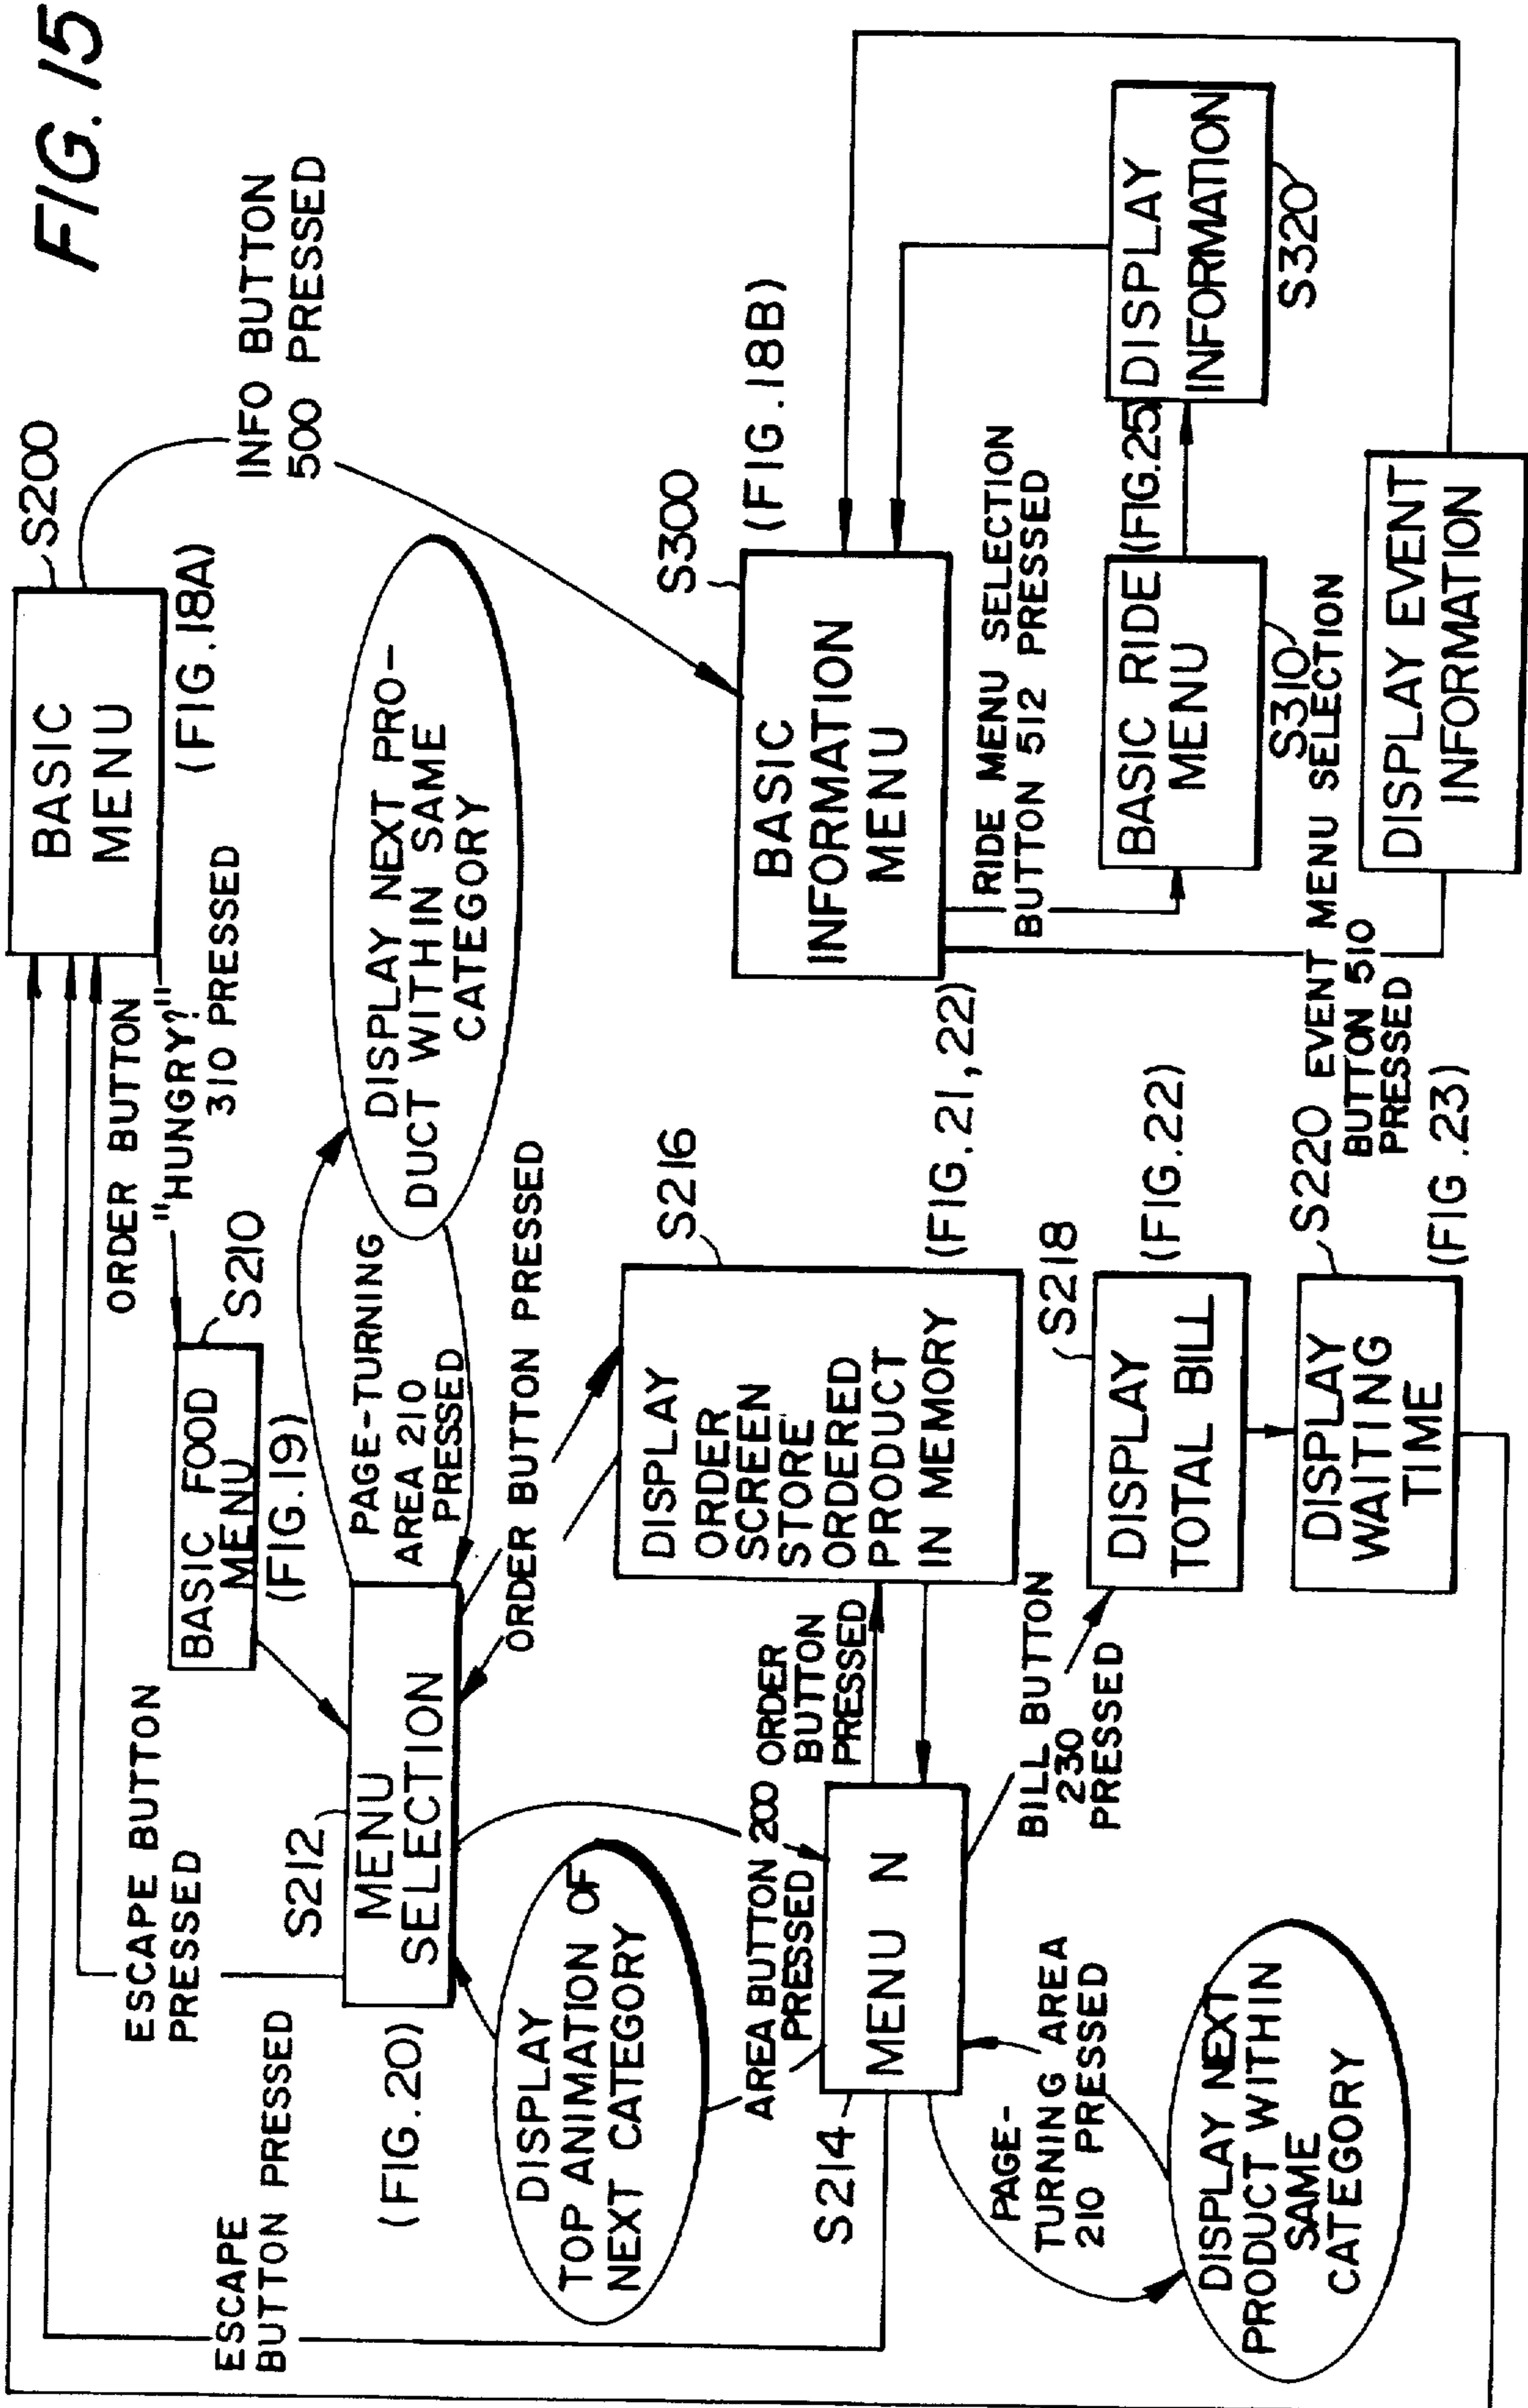 FIG. 15
S200
BASIC
MENU
(FIG.18A)
INFO BUTTON
500 PRESSED
ORDER BUTTON
"HUNGRY?"
310 PRESSED
ESCAPE BUTTON
PRESSED
ESCAPE
BUTTON PRESSED
S210
BASIC FOOD
MENU
(FIG.19)
S212
MENU
SELECTION
(FIG.20)
PAGE-TURNING
AREA 210
PRESSED
DISPLAY NEXT PRO-
DUCT WITHIN SAME
CATEGORY
ORDER BUTTON PRESSED
DISPLAY
TOP ANIMATION OF
NEXT CATEGORY
AREA BUTTON 200
PRESSED
ORDER
BUTTON
PRESSED
S216
DISPLAY
ORDER
SCREEN
STORE
ORDERED
PRODUCT
IN MEMORY
(FIG.21,22)
S214
MENU N
PAGE-
TURNING AREA
210 PRESSED
DISPLAY NEXT
PRODUCT WITHIN
SAME
CATEGORY
BILL BUTTON
230
PRESSED
S218
DISPLAY
TOTAL BILL
(FIG.22)
S220
DISPLAY
WAITING
TIME
(FIG.23)
S300
BASIC
INFORMATION
MENU
(FIG.18B)
RIDE MENU SELECTION
BUTTON 512 PRESSED
BASIC RIDE
MENU
S310
(FIG.25)
DISPLAY
INFORMATION
S320
EVENT MENU SELECTION
BUTTON 510
PRESSED
DISPLAY EVENT
INFORMATION